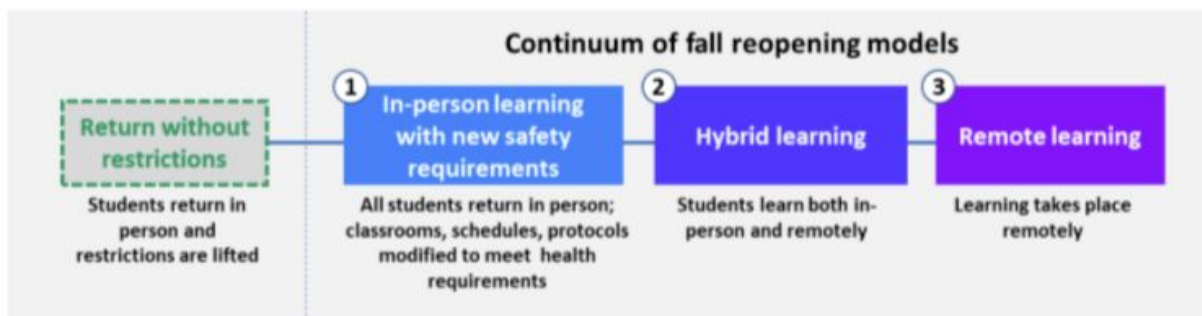 Continuum of fall reopening models
Return without
restrictions
Students return in
person and
restrictions are lifted
1
In-person learning
with new safety
requirements
All students return in person;
classrooms, schedules, protocols
modified to meet health
requirements
2
Hybrid learning
Students learn both in-
person and remotely
3
Remote learning
Learning takes place
remotely